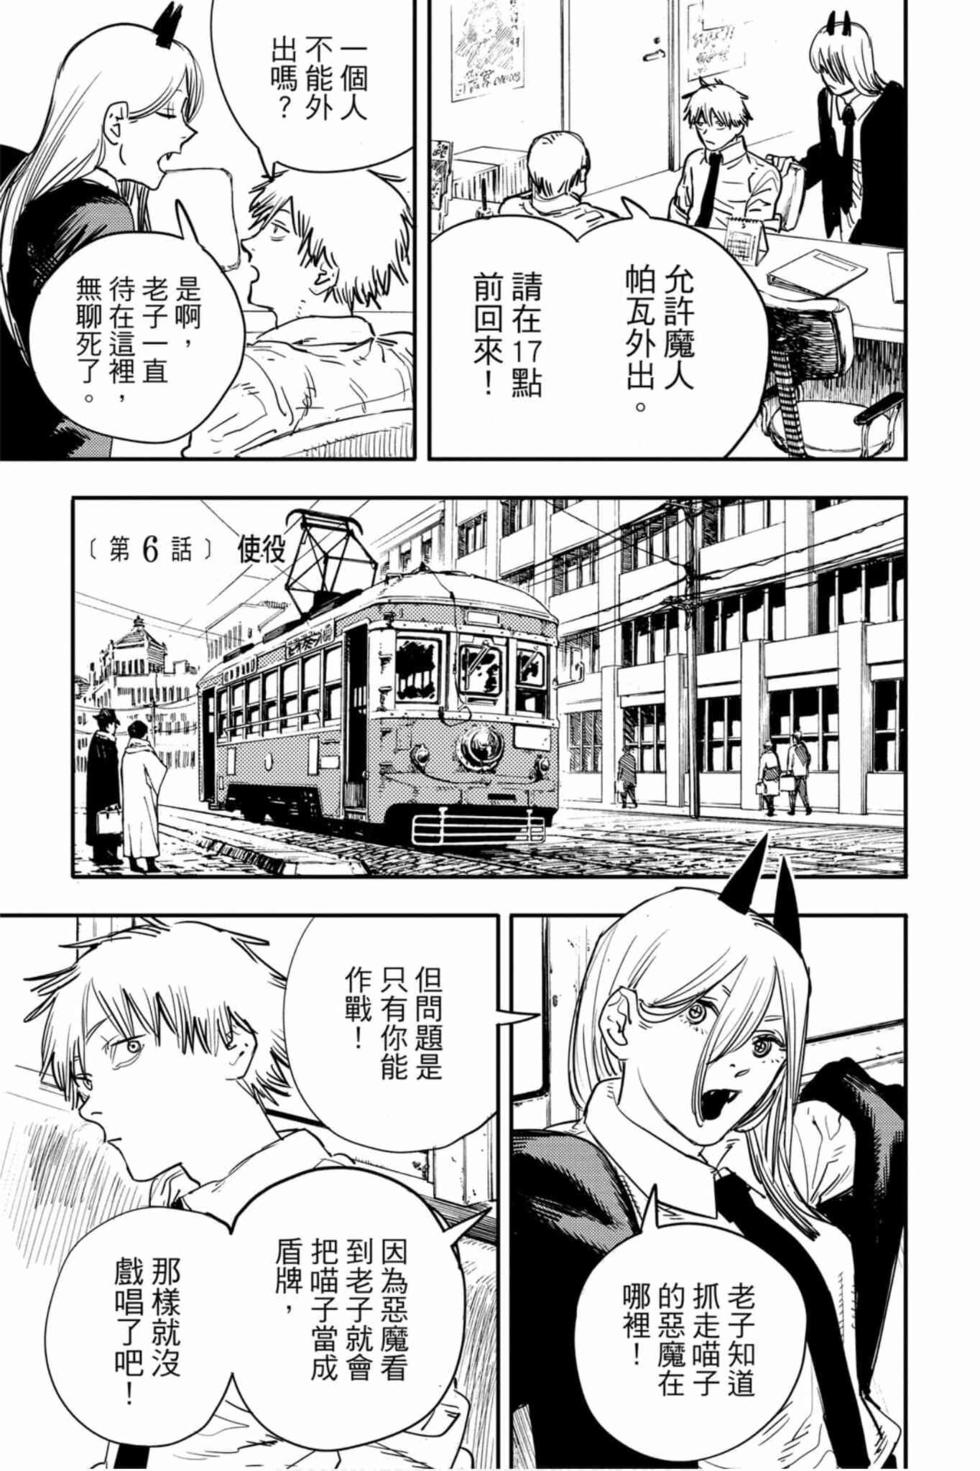 允許魔人
帕瓦外出。
請在17點
前回來！
一個人
不能外
出嗎？
是啊，
老子一直
待在這裡，
無聊死了。
〔第6話〕 使役
老子知道
抓走喵子
的惡魔在
哪裡！
但問題是
只有你能
作戰！
因為惡魔看
到老子就會
把喵子當成
盾牌，
那樣就沒
戲唱了吧！